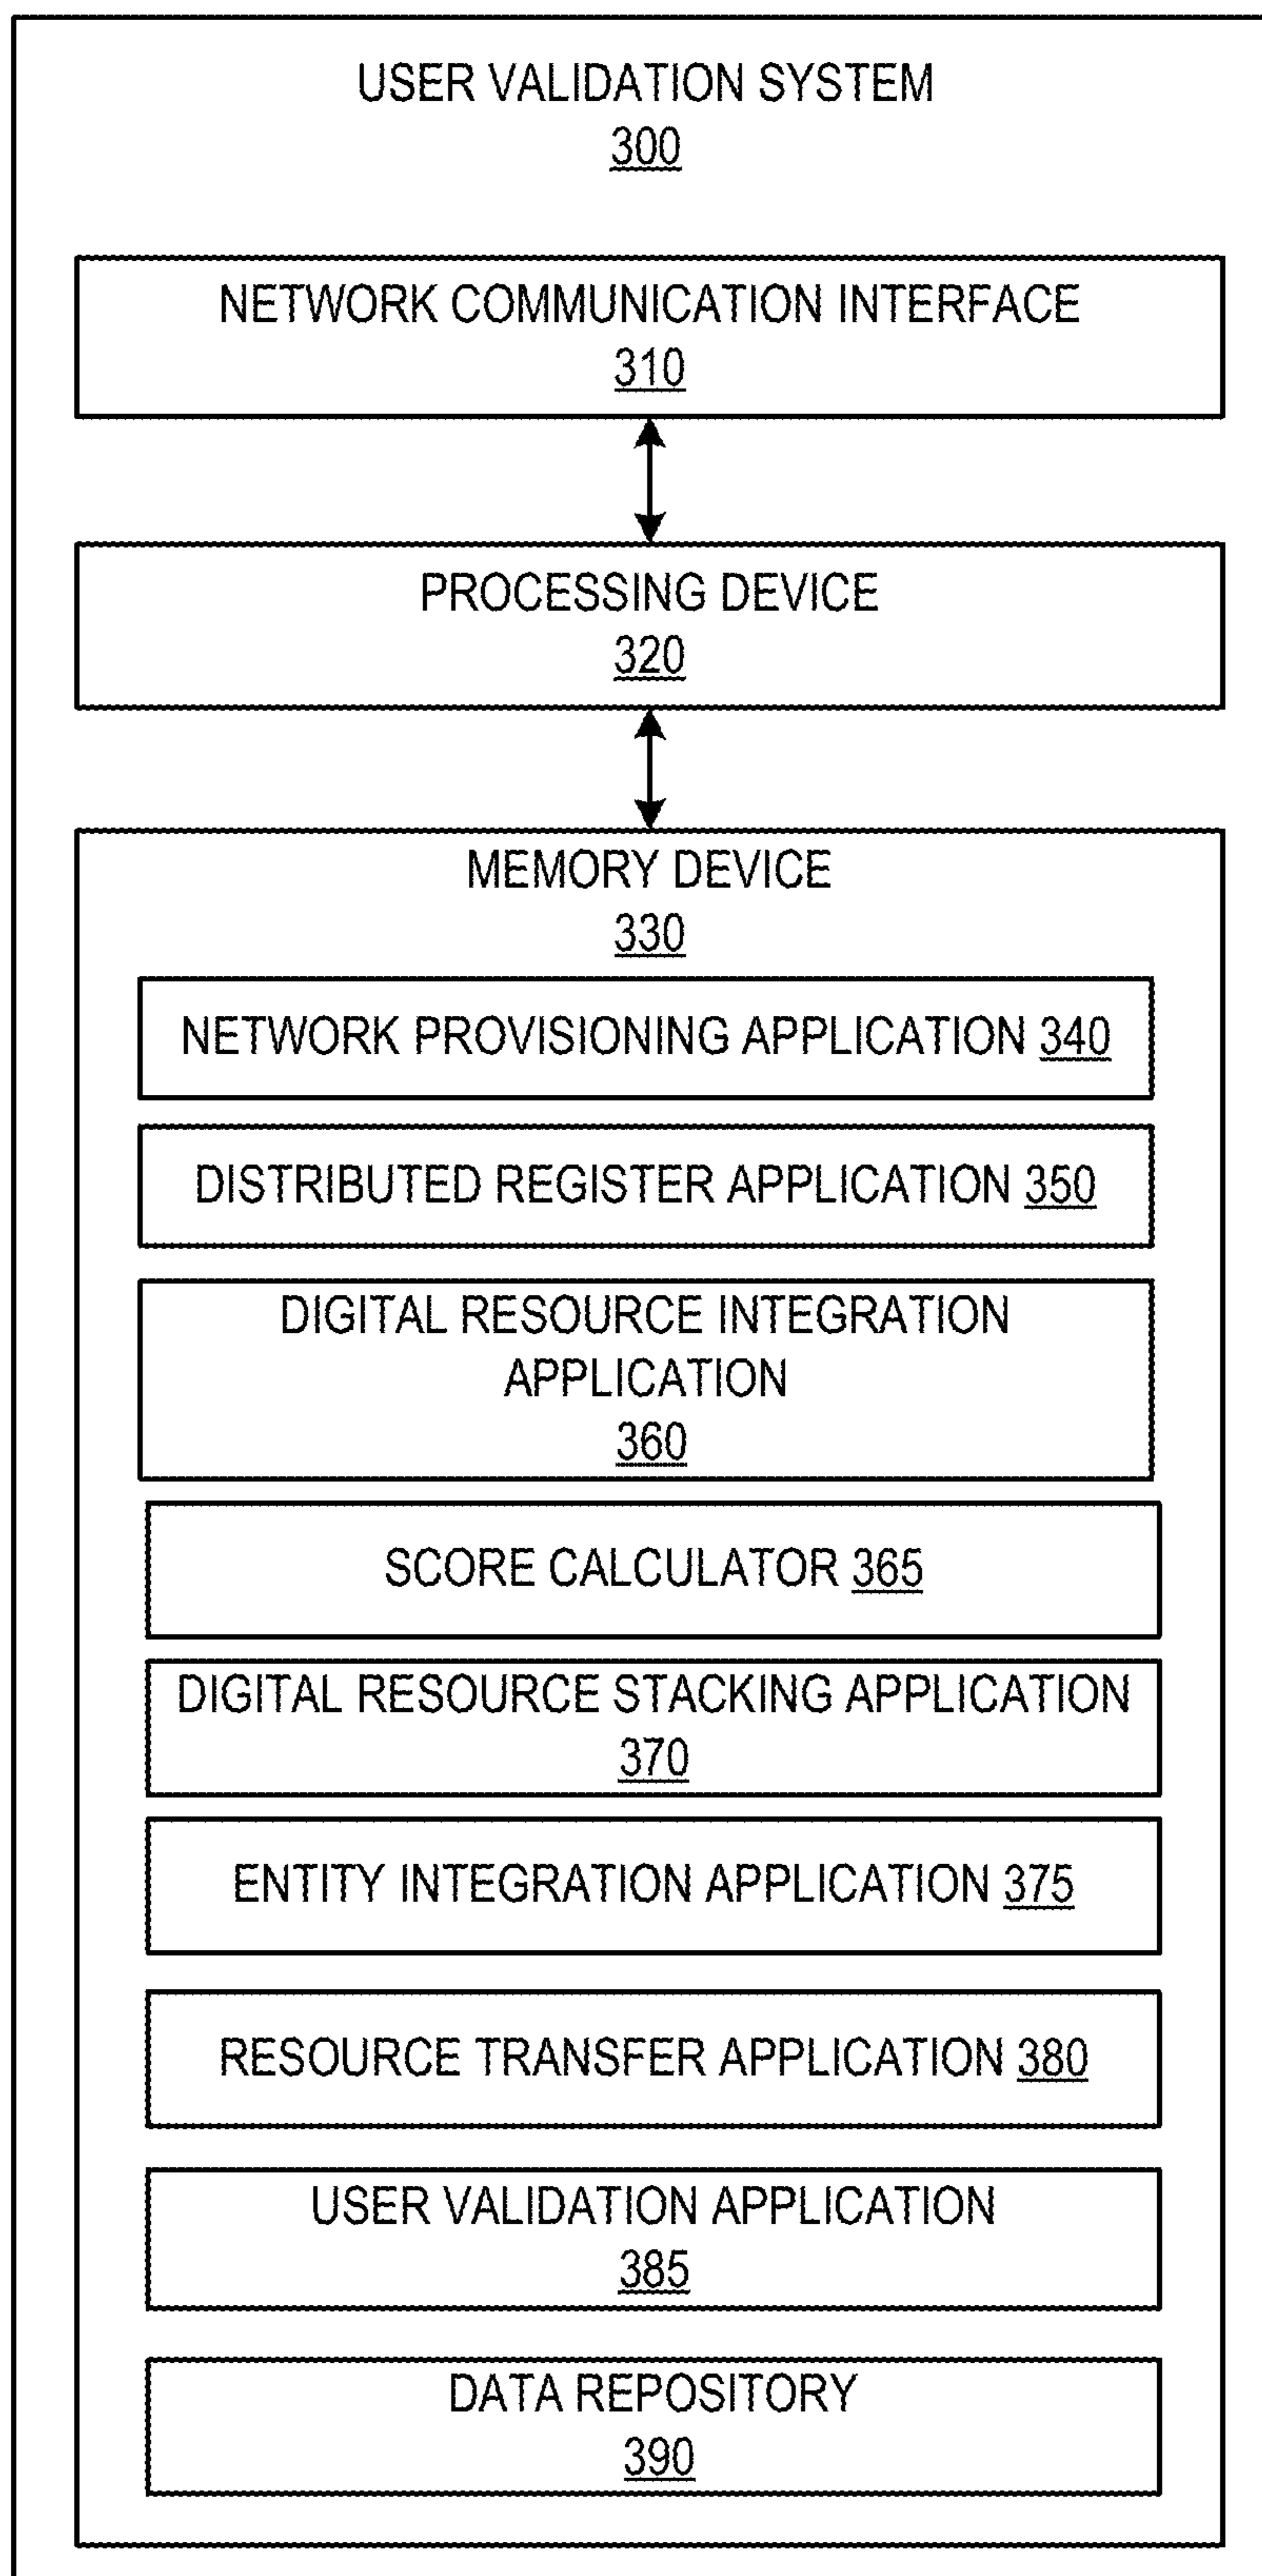 USER VALIDATION SYSTEM
300
NETWORK COMMUNICATION INTERFACE
310
PROCESSING DEVICE
320
MEMORY DEVICE
330
NETWORK PROVISIONING APPLICATION 340
DISTRIBUTED REGISTER APPLICATION 350
DIGITAL RESOURCE INTEGRATION
APPLICATION
360
SCORE CALCULATOR 365
DIGITAL RESOURCE STACKING APPLICATION
370
ENTITY INTEGRATION APPLICATION 375
RESOURCE TRANSFER APPLICATION 380
USER VALIDATION APPLICATION
385
DATA REPOSITORY
390